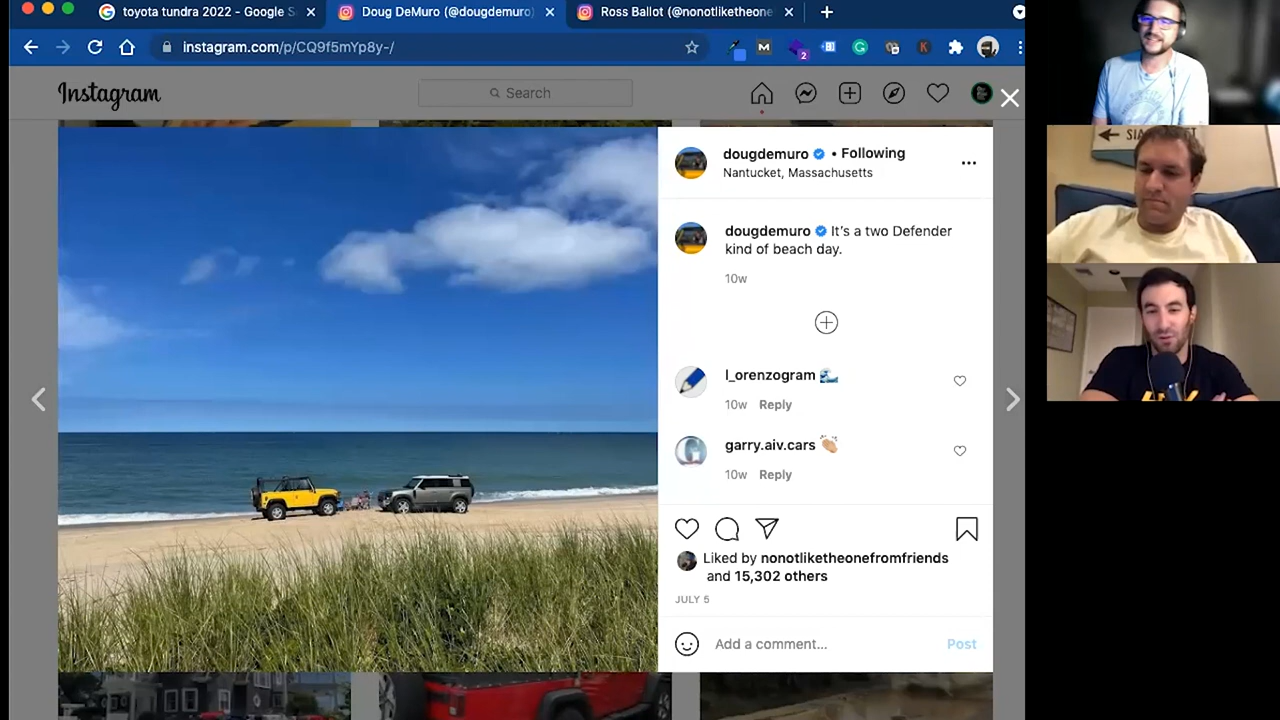 toyota tundra 2022 - Google S
Doug DeMuro (@dougdemuro)
Ross Ballot (@nonotliketheone
instagram.com/p/CQ9f5mYp8y-/
2
Instagram
Search
dougdemuro • Following
Nantucket, Massachusetts
dougdemuro It's a two Defender
kind of beach day.
10w
l_orenzogram
10w Reply
garry.aiv.cars
10w Reply
Liked by nonotliketheonefromfriends
and 15,302 others
JULY 5
Add a comment...
Post